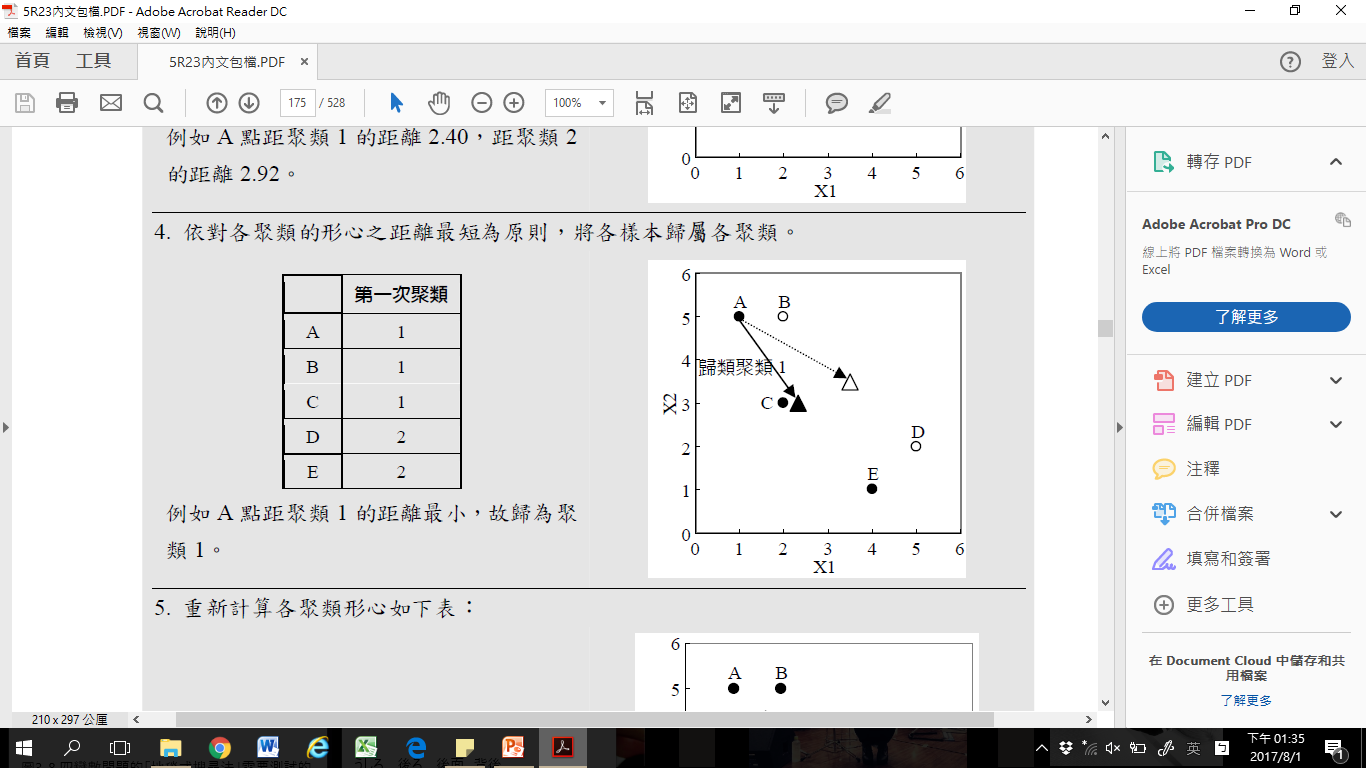 5R23內文包檔.PDF - Adobe Acrobat Reader DC
檔案 編輯 檢視(V) 視窗(W) 說明(H)
首頁 工具 5R23內文包檔.PDF × 登入
175 / 528 100%
例如 A 點距聚類 1 的距離 2.40，距聚類 2
的距離 2.92。
0
0 1 2 3 4 5 6
X1
4. 依對各聚類的形心之距離最短為原則，將各樣本歸屬各聚類。
第一次聚類
A 1
B 1
C 1
D 2
E 2
例如 A 點距聚類 1 的距離最小，故歸為聚
類 1。
6
A B
5
4
歸類聚類 1
X2
3
C
D
2
E
1
0
0 1 2 3 4 5 6
X1
5. 重新計算各聚類形心如下表：
6
A B
5
轉存 PDF
Adobe Acrobat Pro DC
線上將 PDF 檔案轉換為 Word 或
Excel
了解更多
建立 PDF
編輯 PDF
注釋
合併檔案
填寫和簽署
更多工具
在 Document Cloud 中儲存和共
用檔案
了解更多
210 x 297 公厘
英
下午 01:35
2017/8/1
1